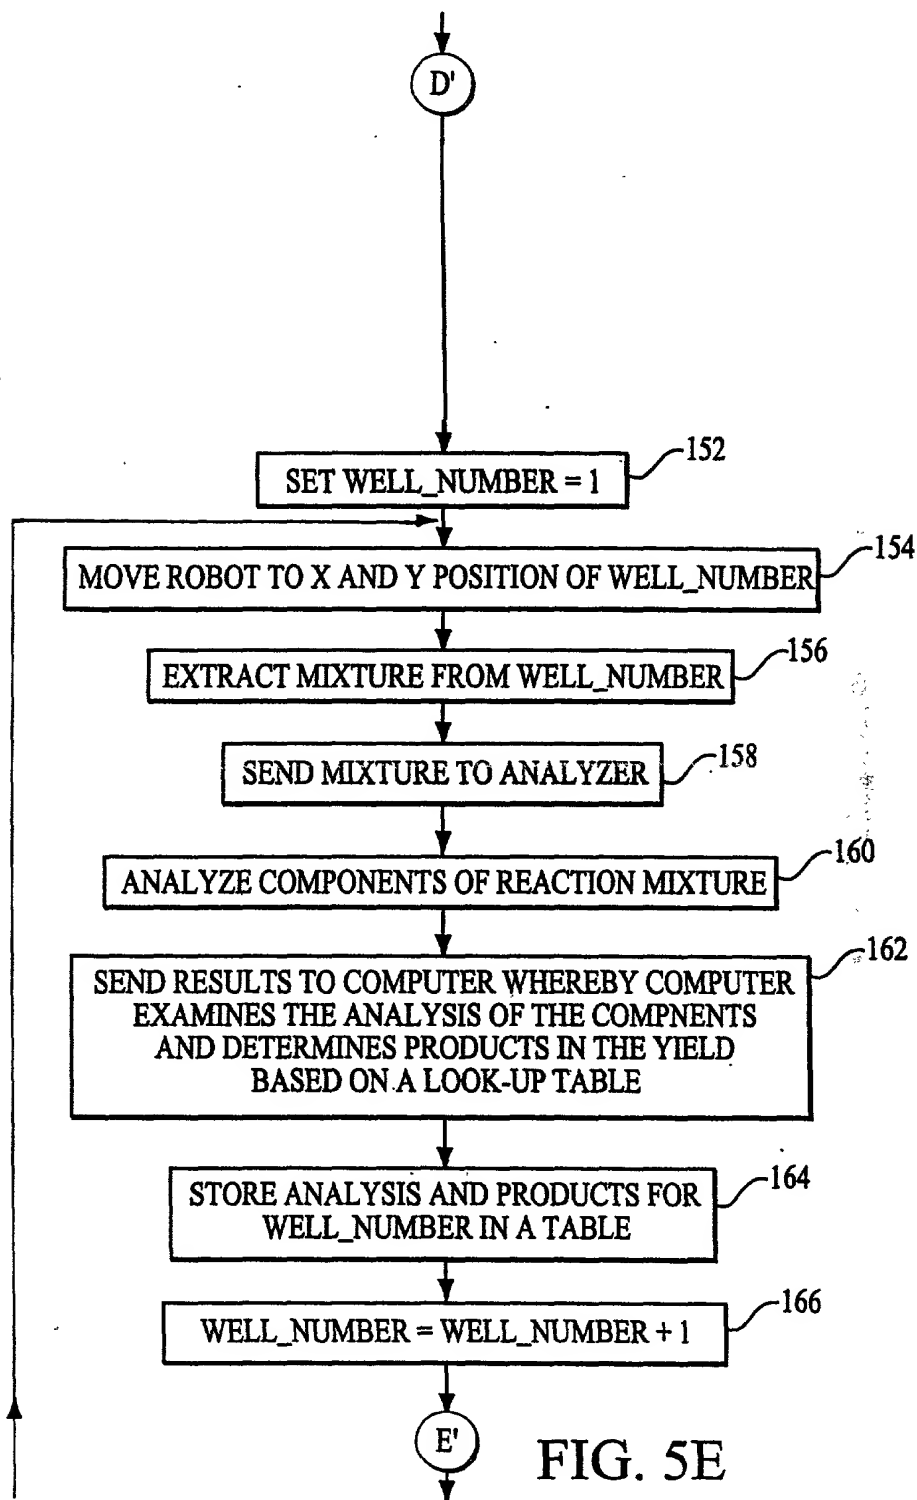 D'
152
SET WELL_NUMBER = 1
154
MOVE ROBOT TO X AND Y POSITION OF WELL_NUMBER
156
EXTRACT MIXTURE FROM WELL_NUMBER
158
SEND MIXTURE TO ANALYZER
160
ANALYZE COMPONENTS OF REACTION MIXTURE
162
SEND RESULTS TO COMPUTER WHEREBY COMPUTER
EXAMINES THE ANALYSIS OF THE COMPNENTS
AND DETERMINES PRODUCTS IN THE YIELD
BASED ON A LOOK-UP TABLE
164
STORE ANALYSIS AND PRODUCTS FOR
WELL_NUMBER IN A TABLE
166
WELL_NUMBER = WELL_NUMBER + 1
E'
FIG. 5E